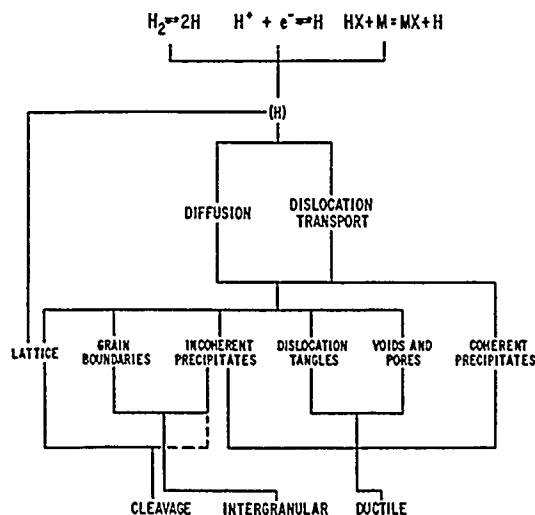 H₂⇌2H H⁺ + e⁻⇌H HX+M=MX+H
(H)
DIFFUSION
DISLOCATION
TRANSPORT
LATTICE
GRAIN
BOUNDARIES
INCOHERENT
PRECIPITATES
DISLOCATION
TANGLES
VOIDS AND
PORES
COHERENT
PRECIPITATES
CLEAVAGE INTERGRANULAR DUCTILE